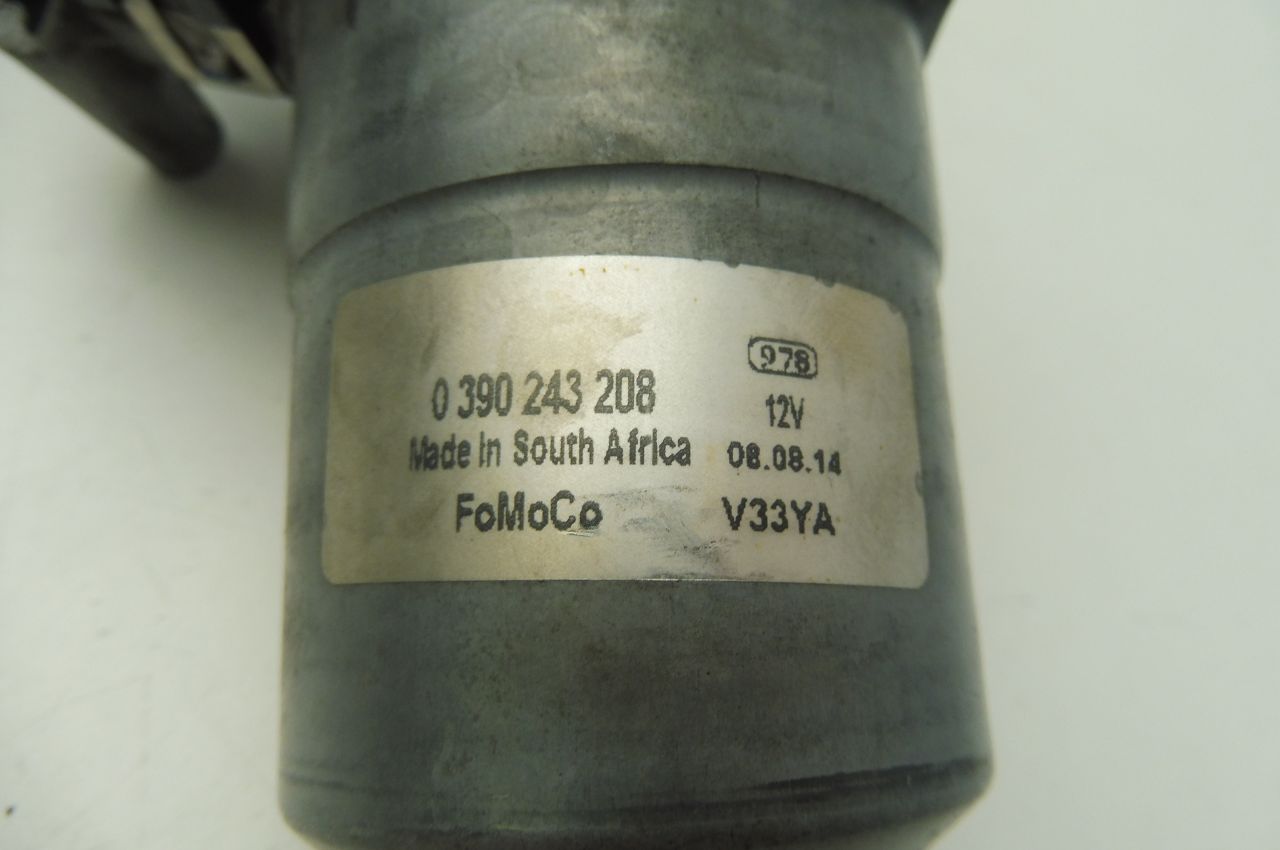 978
0 390 243 208
12V
Made in South Africa
08.08.14
FoMoCo
V33YA